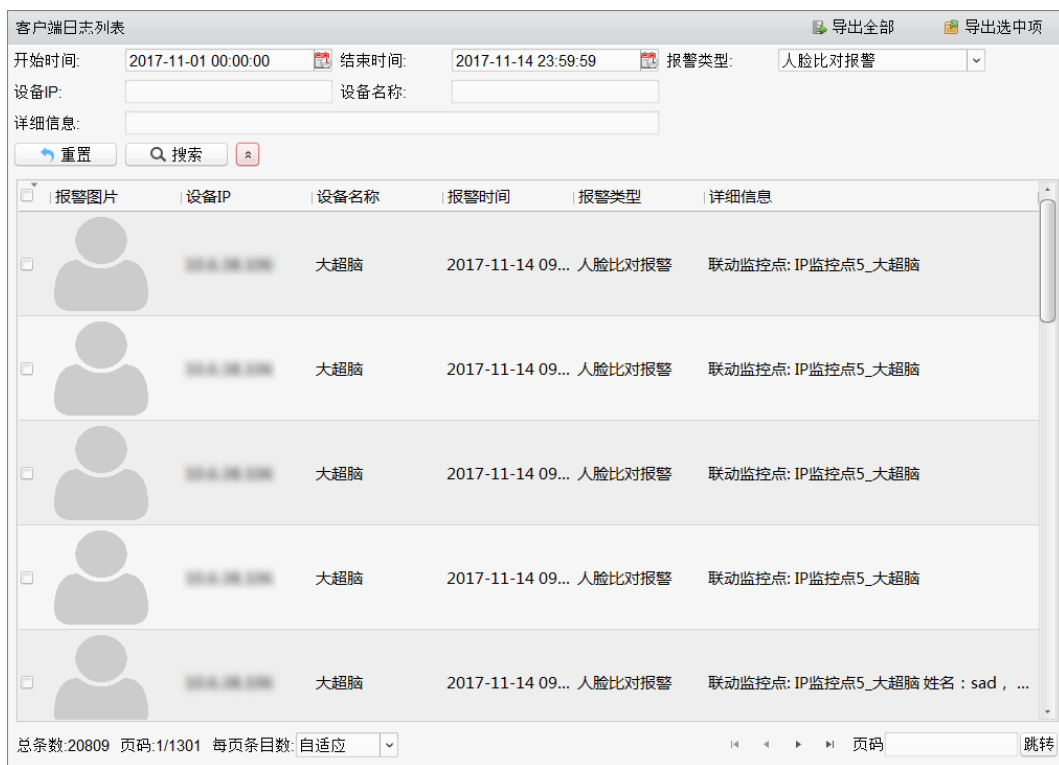 客户端日志列表 导出全部 导出选中项
开始时间: 2017-11-01 00:00:00 结束时间: 2017-11-14 23:59:59 报警类型: 人脸比对报警
设备IP: 设备名称:
详细信息:
重置 搜索
报警图片 设备IP 设备名称 报警时间 报警类型 详细信息
大超脑 2017-11-14 09... 人脸比对报警 联动监控点: IP监控点5_大超脑
大超脑 2017-11-14 09... 人脸比对报警 联动监控点: IP监控点5_大超脑
大超脑 2017-11-14 09... 人脸比对报警 联动监控点: IP监控点5_大超脑
大超脑 2017-11-14 09... 人脸比对报警 联动监控点: IP监控点5_大超脑
大超脑 2017-11-14 09... 人脸比对报警 联动监控点: IP监控点5_大超脑 姓名：sad， ...
总条数:20809 页码:1/1301 每页条目数: 自适应 页码 跳转